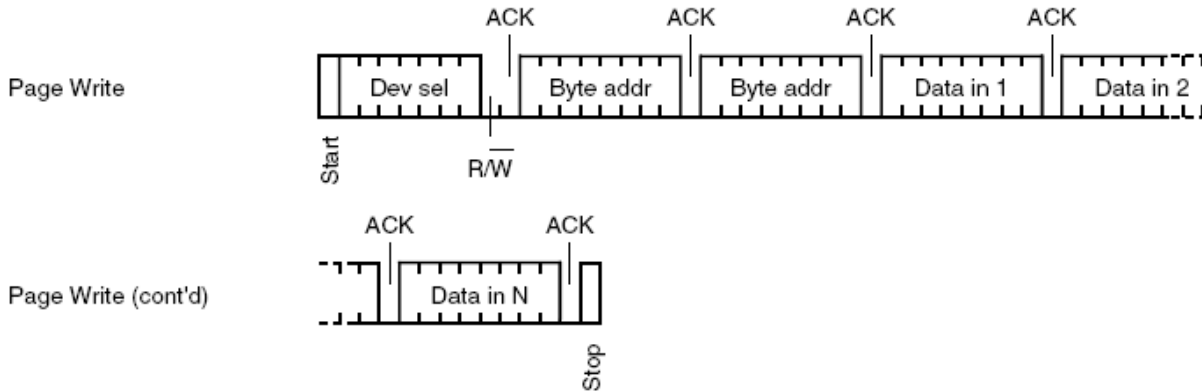 ACK ACK ACK ACK
Page Write Dev sel Byte addr Byte addr Data in 1 Data in 2
Start R/W̅
ACK ACK
Page Write (cont'd) Data in N
Stop